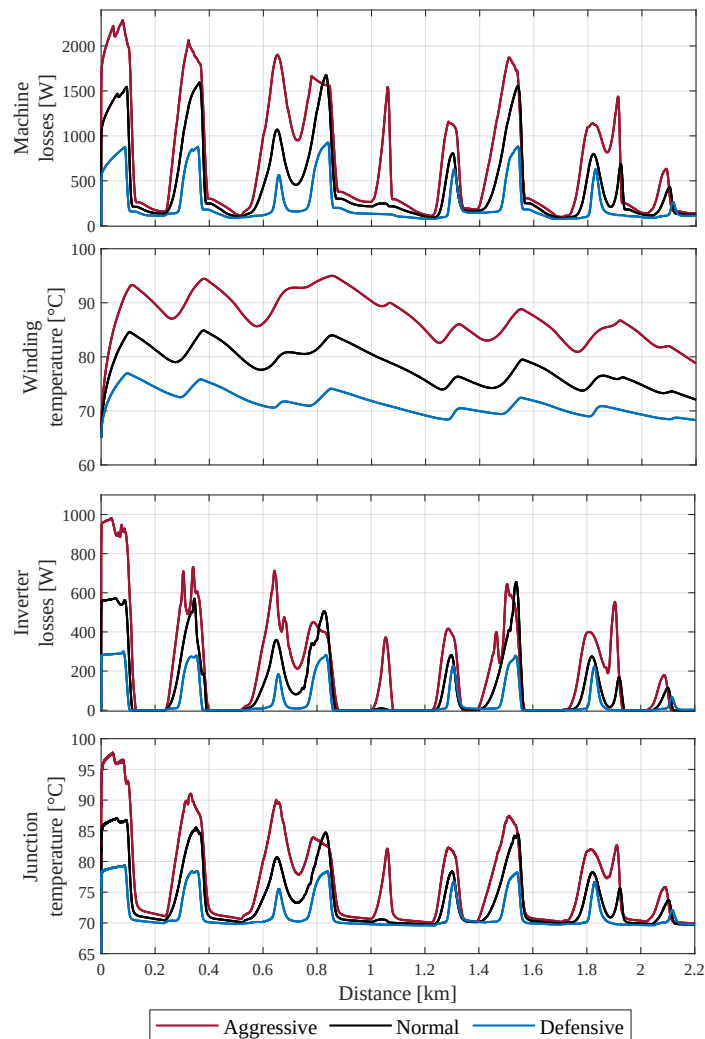 2000
1500
1000
500
0
Machine
losses [W]
100
90
80
70
60
Winding
temperature [°C]
1000
800
600
400
200
0
Inverter
losses [W]
100
95
90
85
80
75
70
65
Junction
temperature [°C]
0 0.2 0.4 0.6 0.8 1 1.2 1.4 1.6 1.8 2 2.2
Distance [km]
Aggressive Normal Defensive